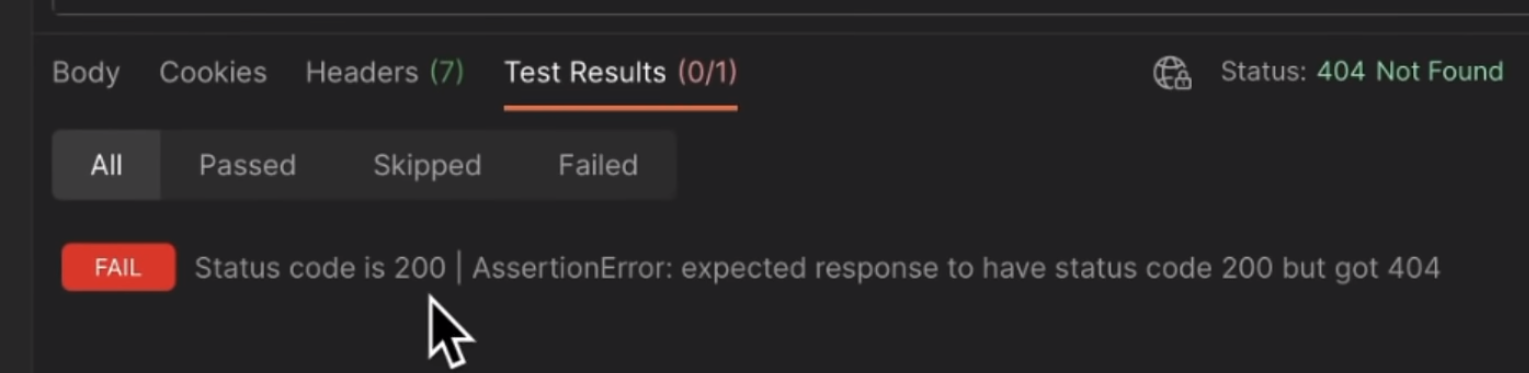 Body Cookies Headers (7) Test Results (0/1) Status: 404 Not Found
All Passed Skipped Failed
FAIL Status code is 200 | AssertionError: expected response to have status code 200 but got 404